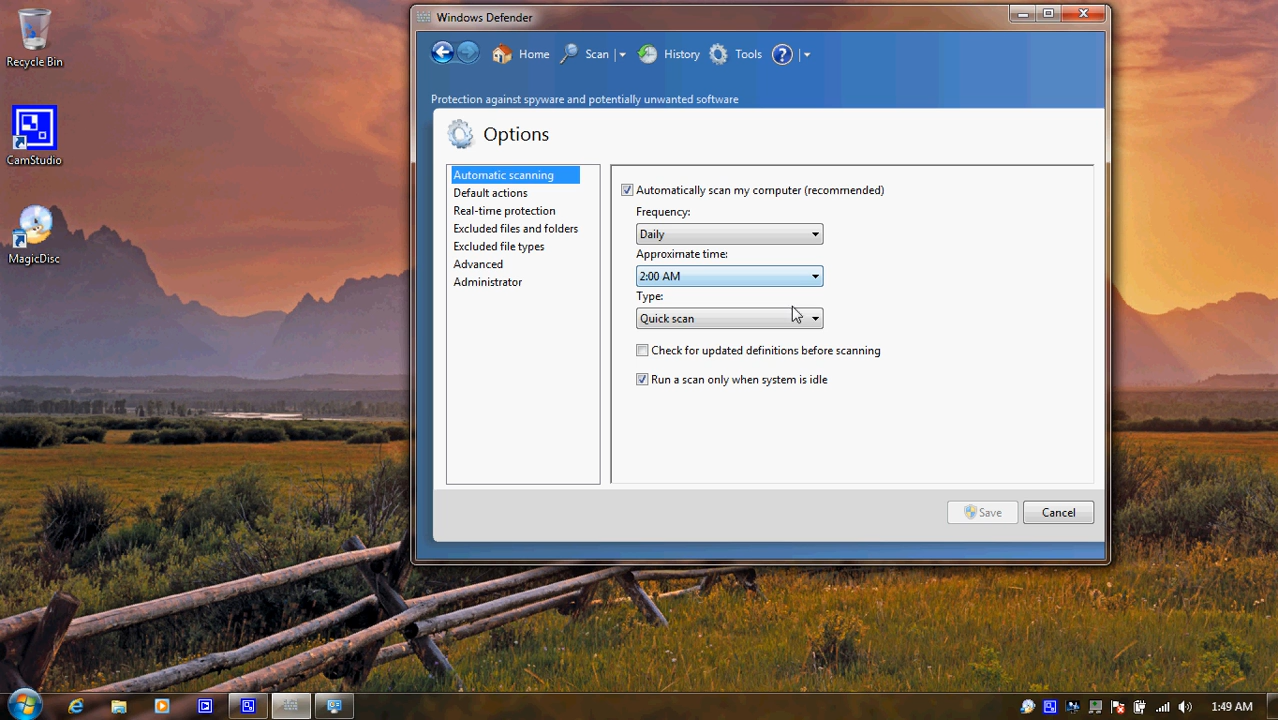 Recycle Bin
CamStudio
MagicDisc
Windows Defender
Home Scan History Tools ?
Protection against spyware and potentially unwanted software
Options
Automatic scanning
Default actions
Real-time protection
Excluded files and folders
Excluded file types
Advanced
Administrator
Automatically scan my computer (recommended)
Frequency:
Daily
Approximate time:
2:00 AM
Type:
Quick scan
Check for updated definitions before scanning
Run a scan only when system is idle
Save Cancel
1:49 AM